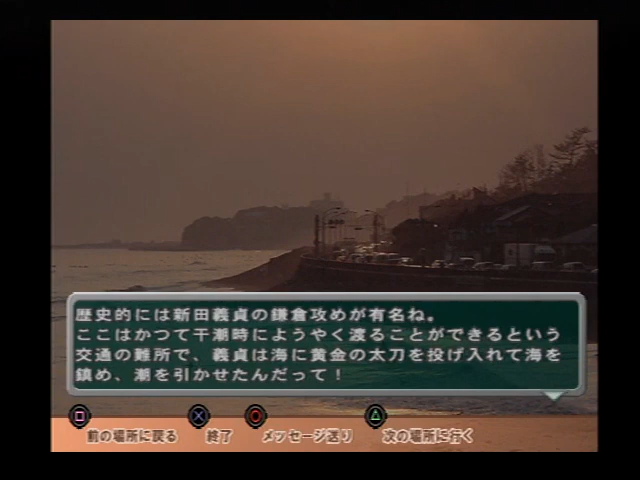 歴史的には新田義貞の鎌倉攻めが有名ね。
ここはかつて干潮時にようやく渡ることができるという
交通の難所で、義貞は海に黄金の太刀を投げ入れて海を
鎮め、潮を引かせたんだって！
前の場所に戻る 終了 メッセージ送り 次の場所に行く